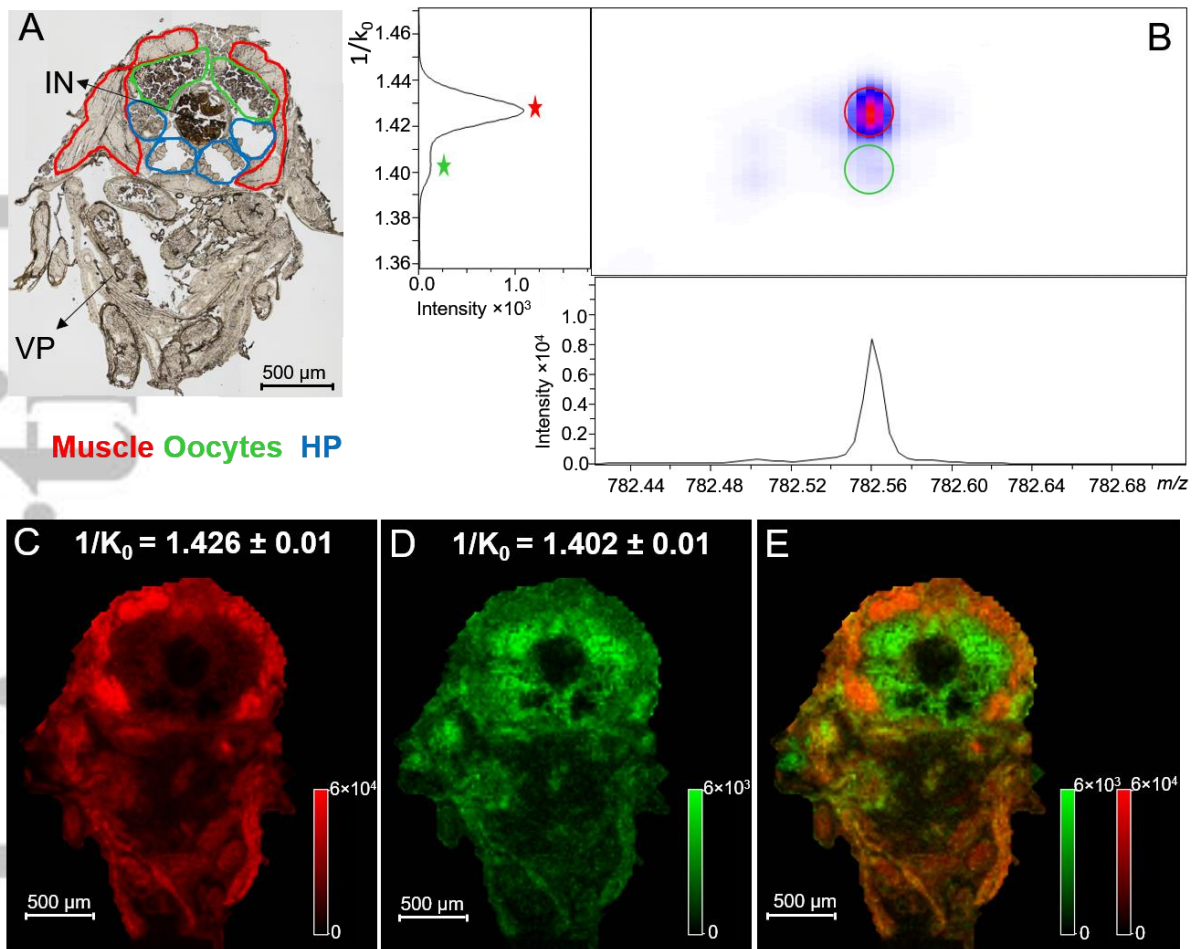 A
IN
VP
500 µm
Muscle Oocytes HP
1/k₀
1.46
1.44
1.42
1.40
1.38
1.36
0.0 1.0
Intensity ×10³
B
Intensity ×10⁴
1.0
0.8
0.6
0.4
0.2
0.0
782.44 782.48 782.52 782.56 782.60 782.64 782.68 m/z
C 1/K₀ = 1.426 ± 0.01
6×10⁴
0
500 µm
D 1/K₀ = 1.402 ± 0.01
6×10³
0
500 µm
E
6×10³ 6×10⁴
0 0
500 µm